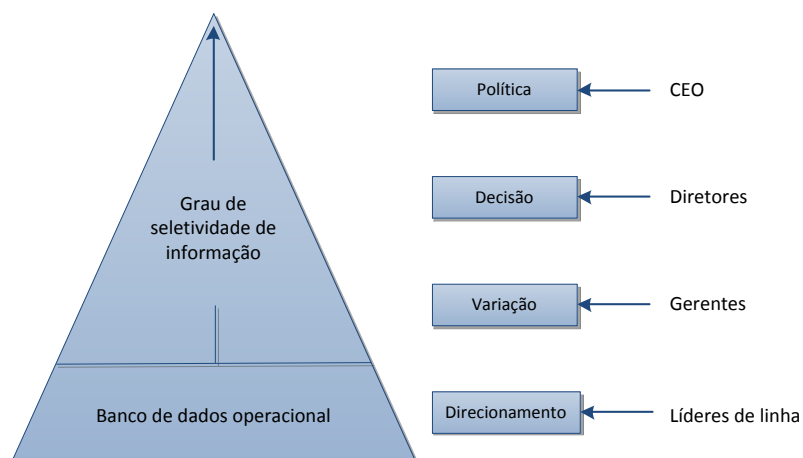 Grau de
seletividade de
informação
Banco de dados operacional
Política
CEO
Decisão
Diretores
Variação
Gerentes
Direcionamento
Líderes de linha